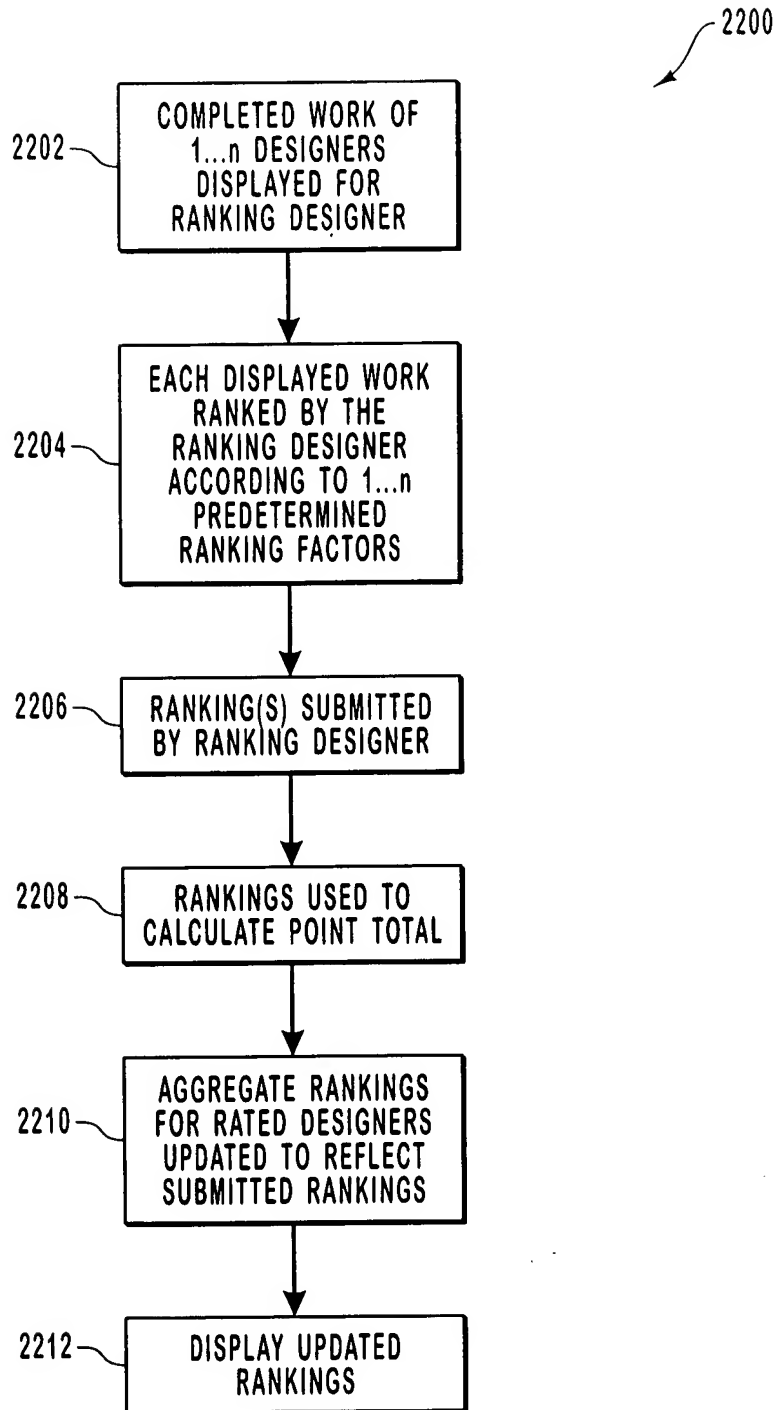 2200
2202
COMPLETED WORK OF
1...n DESIGNERS
DISPLAYED FOR
RANKING DESIGNER
2204
EACH DISPLAYED WORK
RANKED BY THE
RANKING DESIGNER
ACCORDING TO 1...n
PREDETERMINED
RANKING FACTORS
2206
RANKING(S) SUBMITTED
BY RANKING DESIGNER
2208
RANKINGS USED TO
CALCULATE POINT TOTAL
2210
AGGREGATE RANKINGS
FOR RATED DESIGNERS
UPDATED TO REFLECT
SUBMITTED RANKINGS
2212
DISPLAY UPDATED
RANKINGS